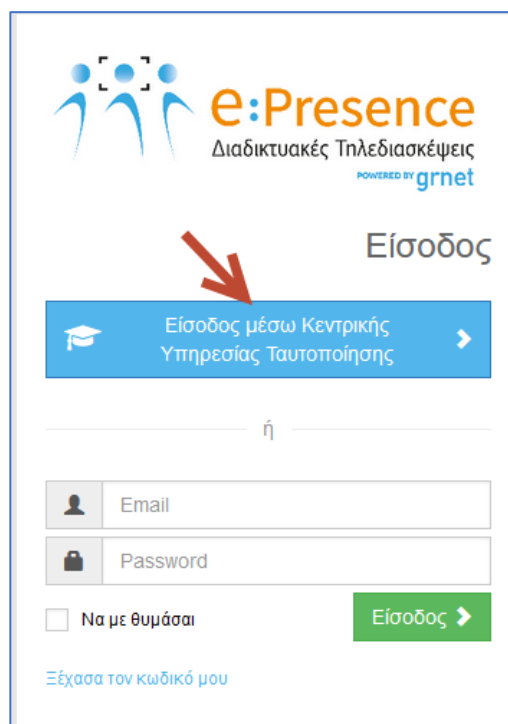 e:Presence
Διαδικτυακές Τηλεδιασκέψεις
POWERED BY grnet
Είσοδος
Είσοδος μέσω Κεντρικής
Υπηρεσίας Ταυτοποίησης
ή
Email
Password
Να με θυμάσαι
Είσοδος
Ξέχασα τον κωδικό μου